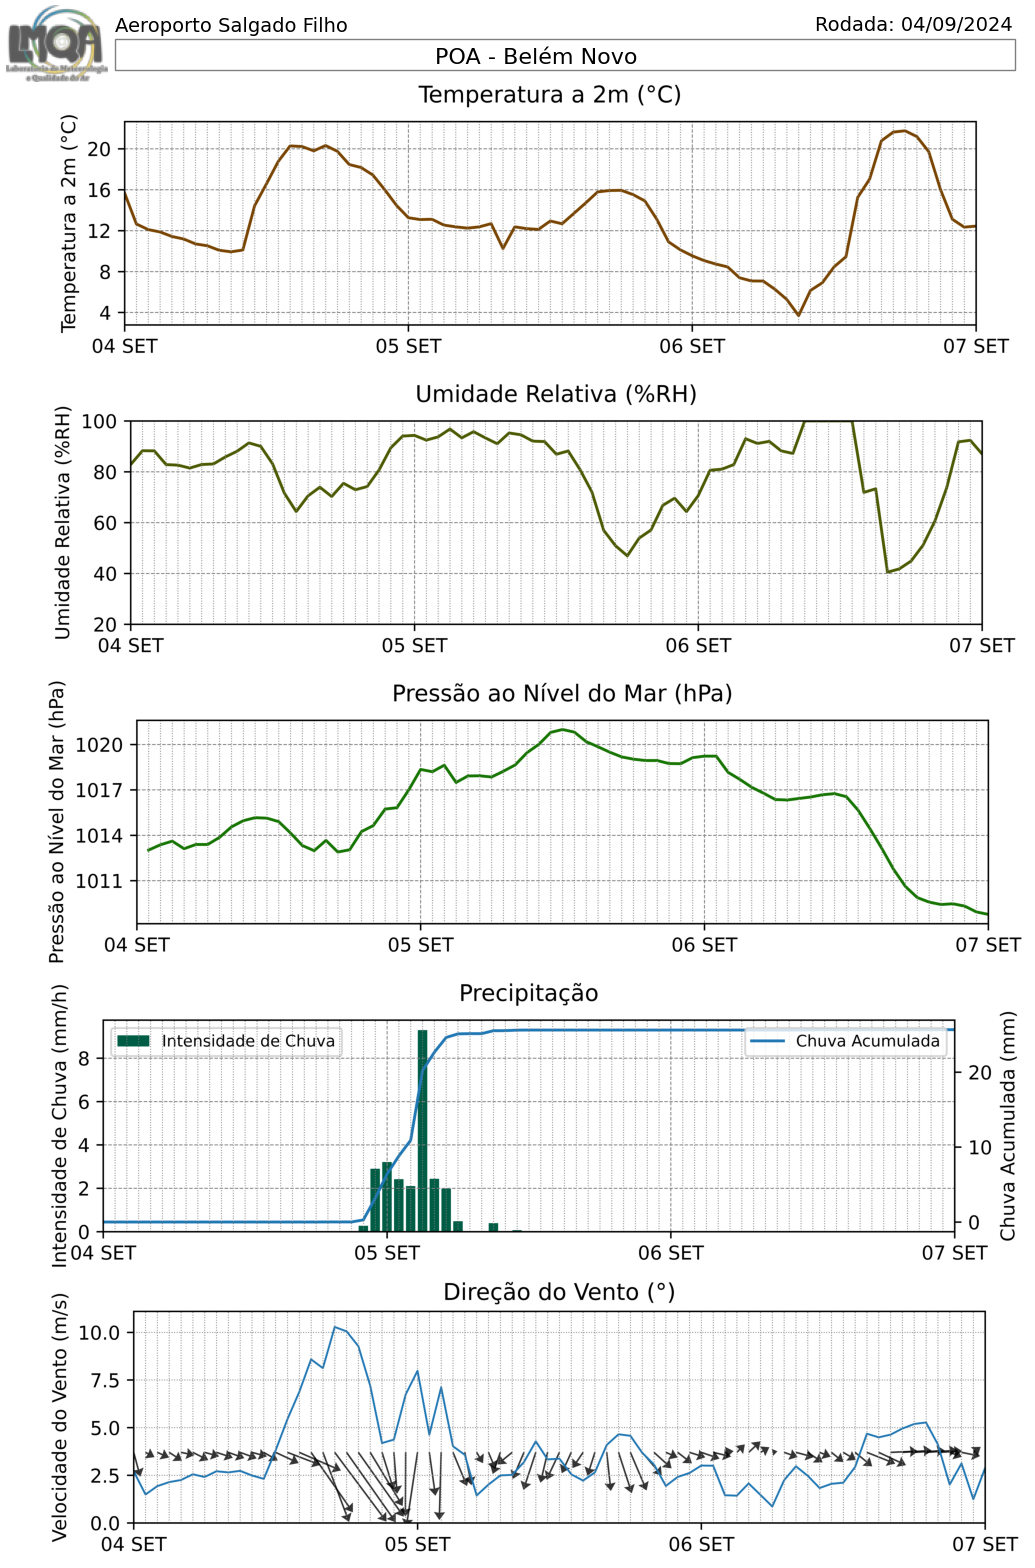 LMQA
Laboratório de Meteorologia
e Qualidade do Ar
Aeroporto Salgado Filho
Rodada: 04/09/2024
POA - Belém Novo
Temperatura a 2m (°C)
Temperatura a 2m (°C)
20
16
12
8
4
04 SET 05 SET 06 SET 07 SET
Umidade Relativa (%RH)
Umidade Relativa (%RH)
100
80
60
40
20
04 SET 05 SET 06 SET 07 SET
Pressão ao Nível do Mar (hPa)
Pressão ao Nível do Mar (hPa)
1020
1017
1014
1011
04 SET 05 SET 06 SET 07 SET
Precipitação
Intensidade de Chuva (mm/h)
8
6
4
2
0
Intensidade de Chuva
Chuva Acumulada
20
10
0
Chuva Acumulada (mm)
04 SET 05 SET 06 SET 07 SET
Direção do Vento (°)
Velocidade do Vento (m/s)
10.0
7.5
5.0
2.5
0.0
04 SET 05 SET 06 SET 07 SET